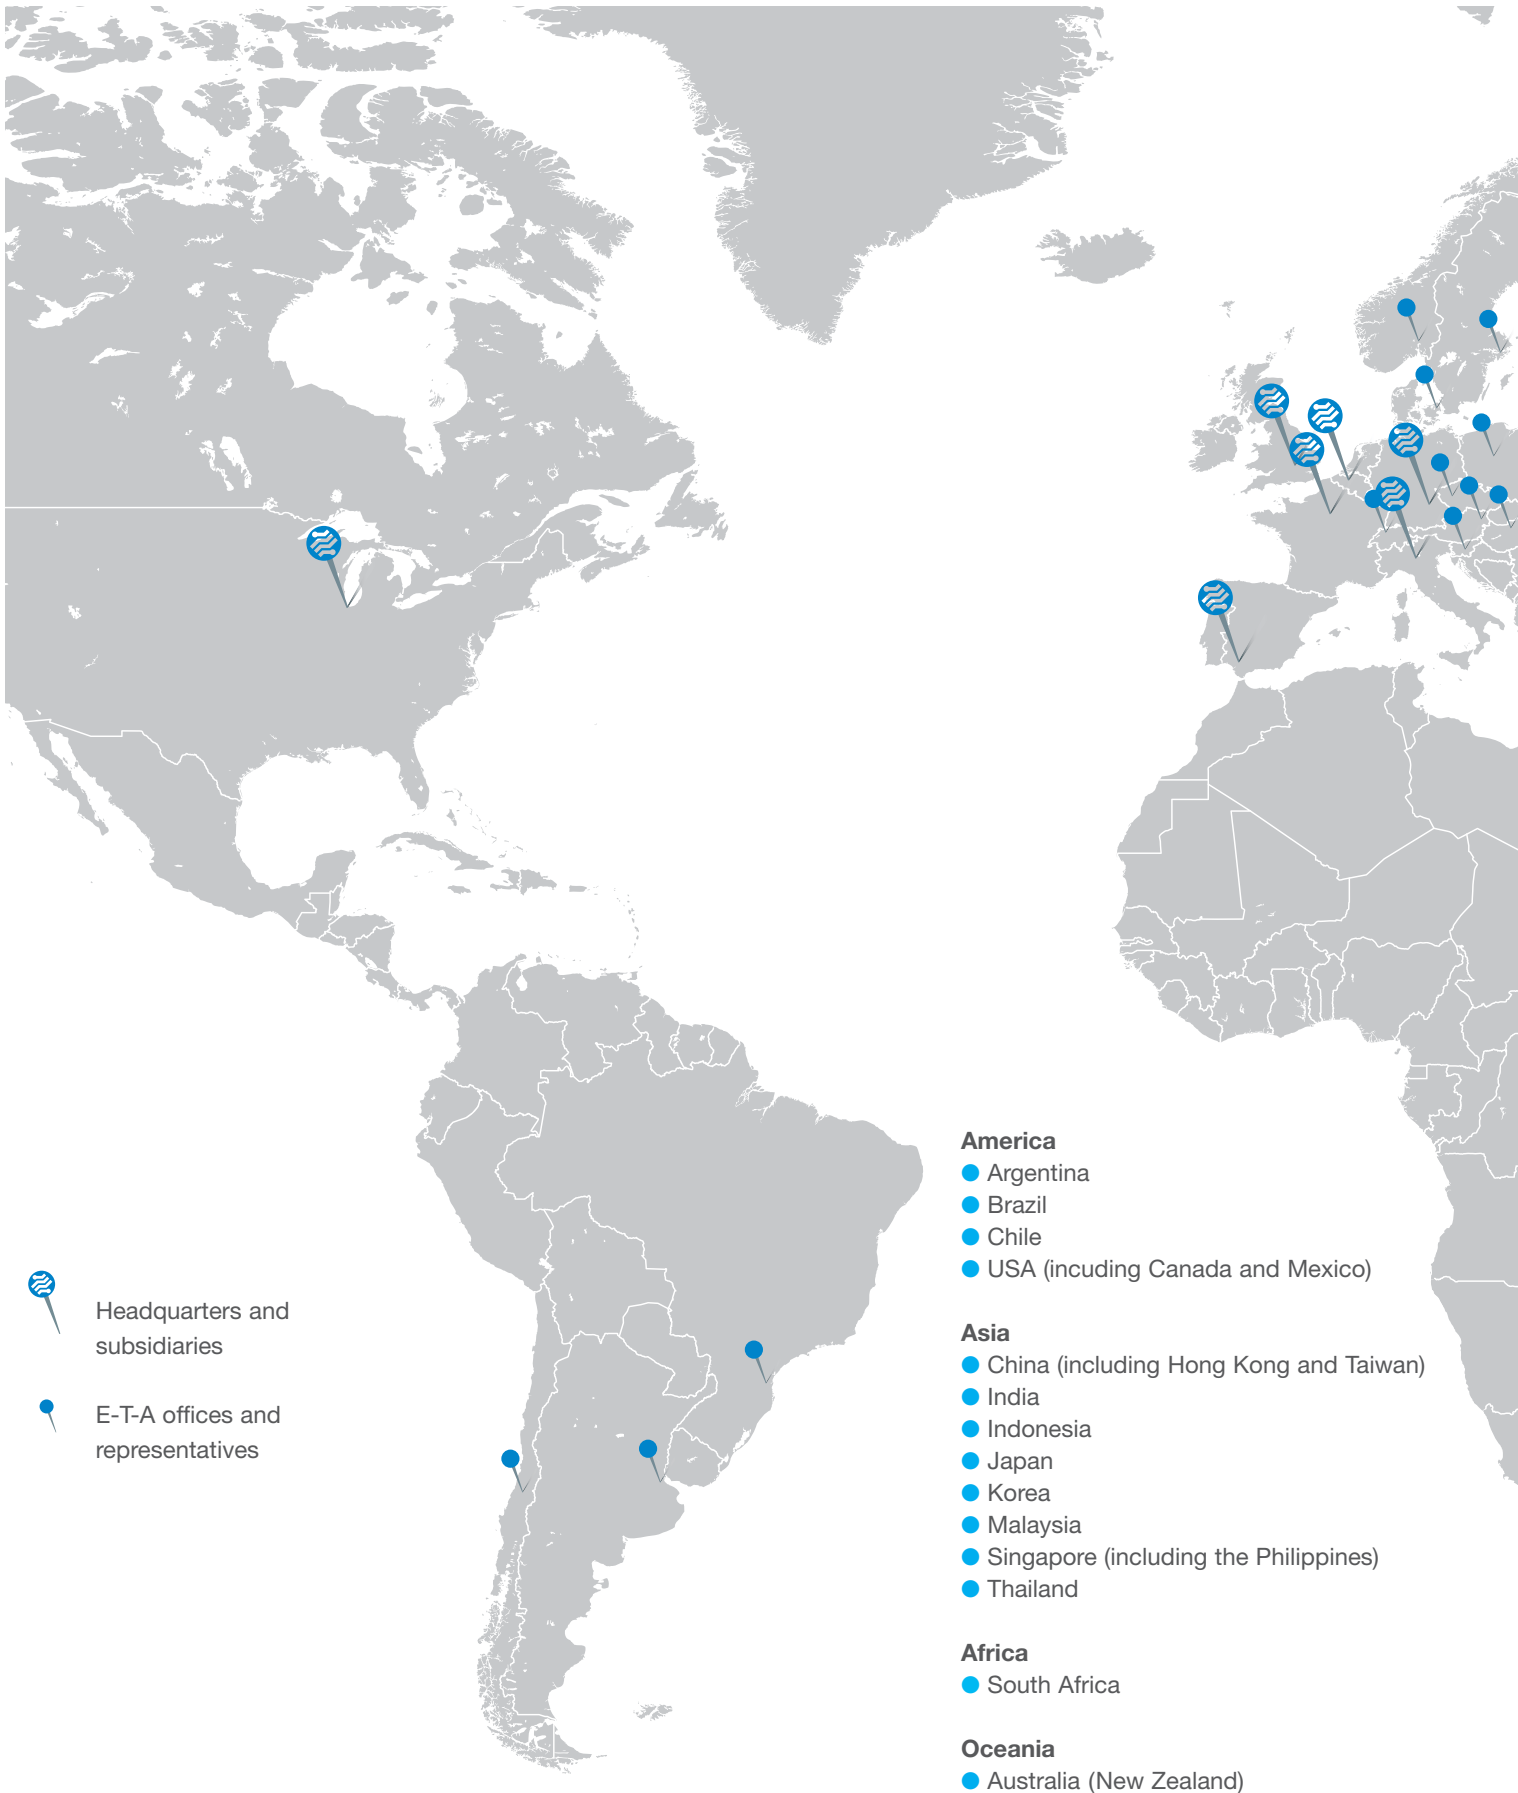 America
Argentina
Brazil
Chile
USA (incuding Canada and Mexico)
Asia
China (including Hong Kong and Taiwan)
India
Indonesia
Japan
Korea
Malaysia
Singapore (including the Philippines)
Thailand
Africa
South Africa
Oceania
Australia (New Zealand)
Headquarters and
subsidiaries
E-T-A offices and
representatives